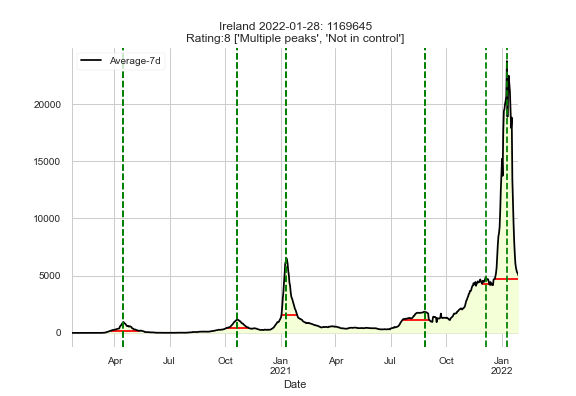 Ireland 2022-01-28: 1169645
Rating:8 ['Multiple peaks', 'Not in control']
Average-7d
20000
15000
10000
5000
0
Apr Jul Oct Jan Apr Jul Oct Jan
2021 2022
Date